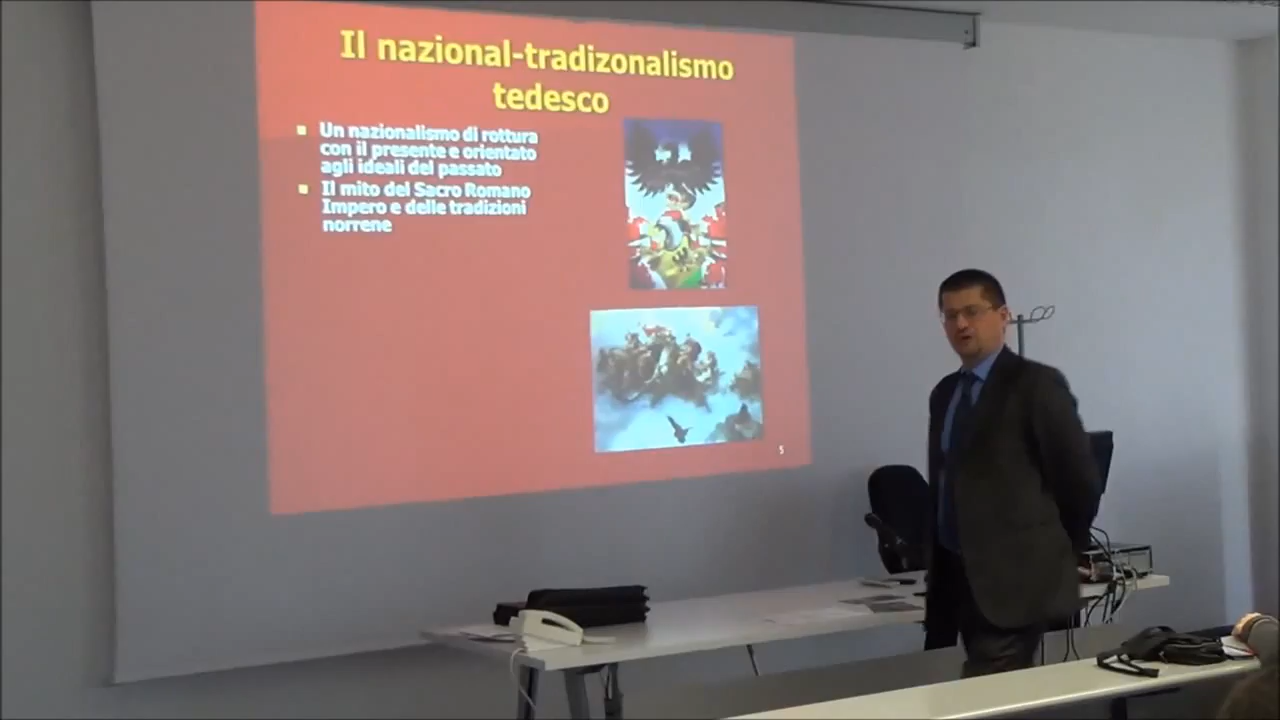 Il nazional-tradizonalismo
tedesco
Un nazionalismo di rottura
con il presente e orientato
agli ideali del passato
Il mito del Sacro Romano
Impero e delle tradizioni
norrene
5